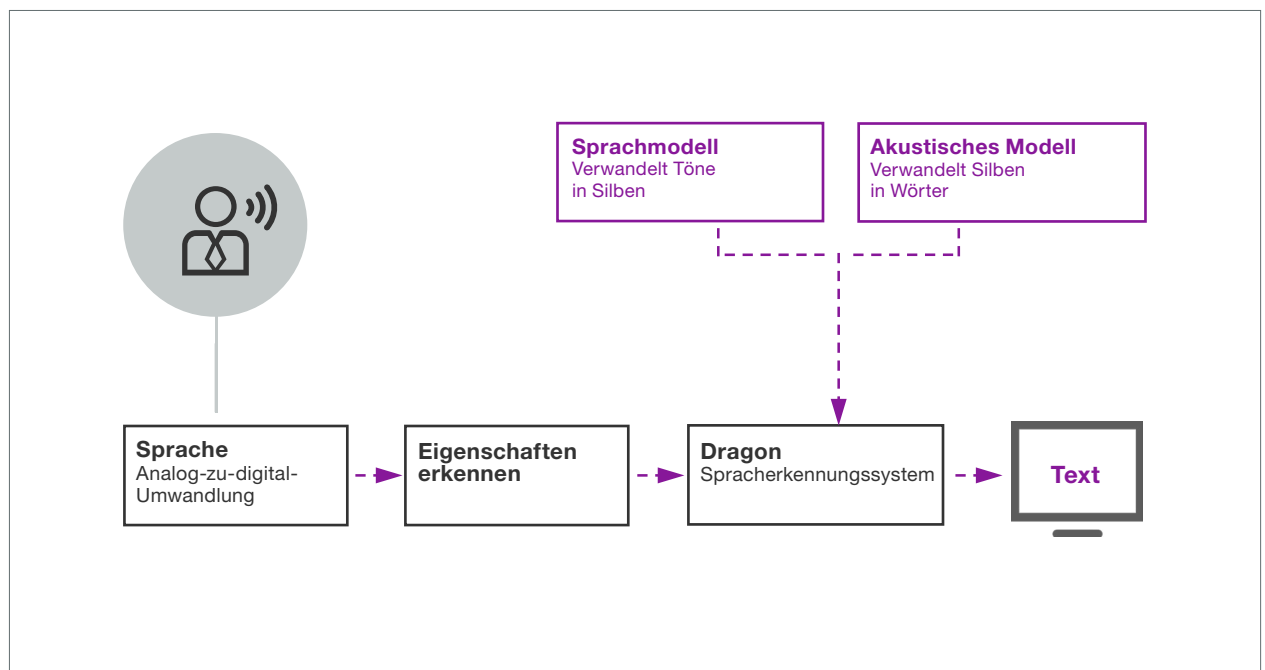 Sprachmodell
Verwandelt Töne
in Silben
Akustisches Modell
Verwandelt Silben
in Wörter
Sprache
Analog-zu-digital-
Umwandlung
Eigenschaften
erkennen
Dragon
Spracherkennungssystem
Text